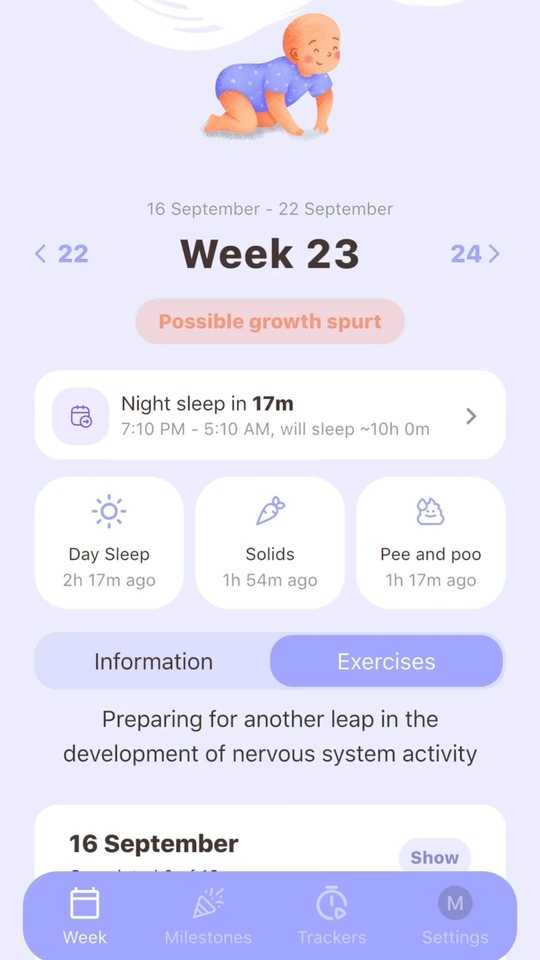 16 September - 22 September
22
Week 23
24
Possible growth spurt
Night sleep in 17m
7:10 PM - 5:10 AM, will sleep ~10h 0m
Day Sleep
2h 17m ago
Solids
1h 54m ago
Pee and poo
1h 17m ago
Information
Exercises
Preparing for another leap in the
development of nervous system activity
16 September
Show
Week
Milestones
Trackers
M
Settings